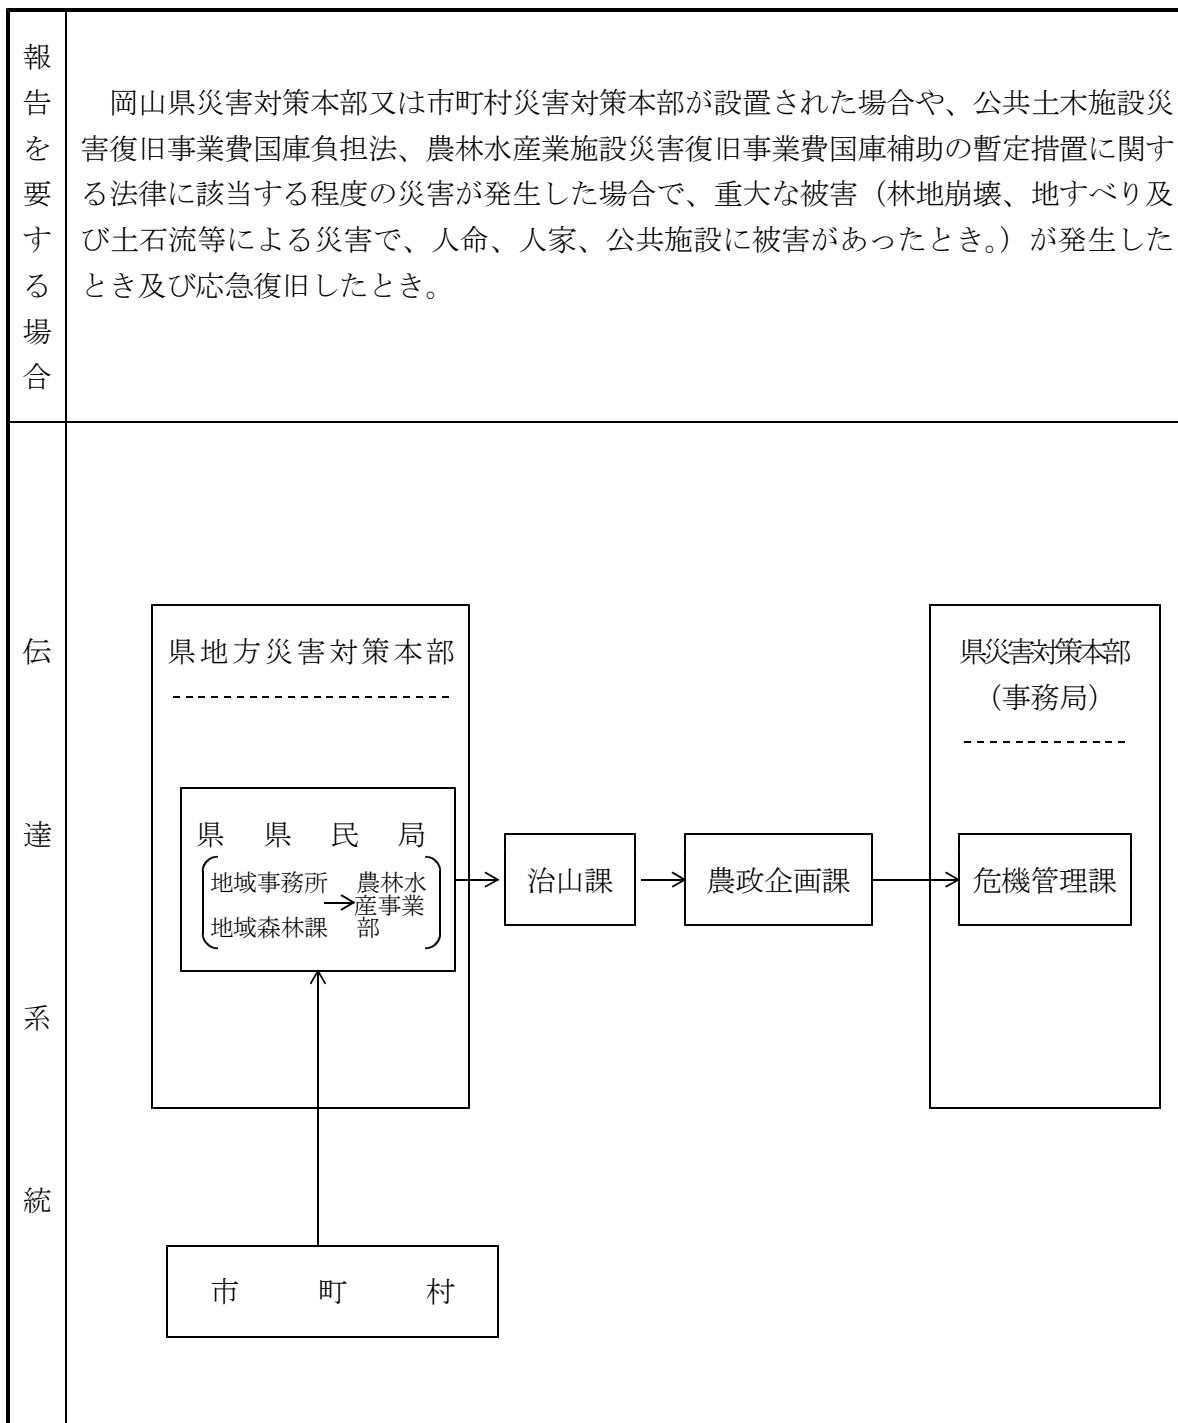 報告を要する場合
岡山県災害対策本部又は市町村災害対策本部が設置された場合や、公共土木施設災
害復旧事業費国庫負担法、農林水産業施設災害復旧事業費国庫補助の暫定措置に関す
る法律に該当する程度の災害が発生した場合で、重大な被害（林地崩壊、地すべり及
び土石流等による災害で、人命、人家、公共施設に被害があったとき。）が発生した
とき及び応急復旧したとき。
伝達系統
県地方災害対策本部
県県民局
地域事務所
地域森林課
農林水
産事業
部
治山課
農政企画課
県災害対策本部
（事務局）
危機管理課
市町村